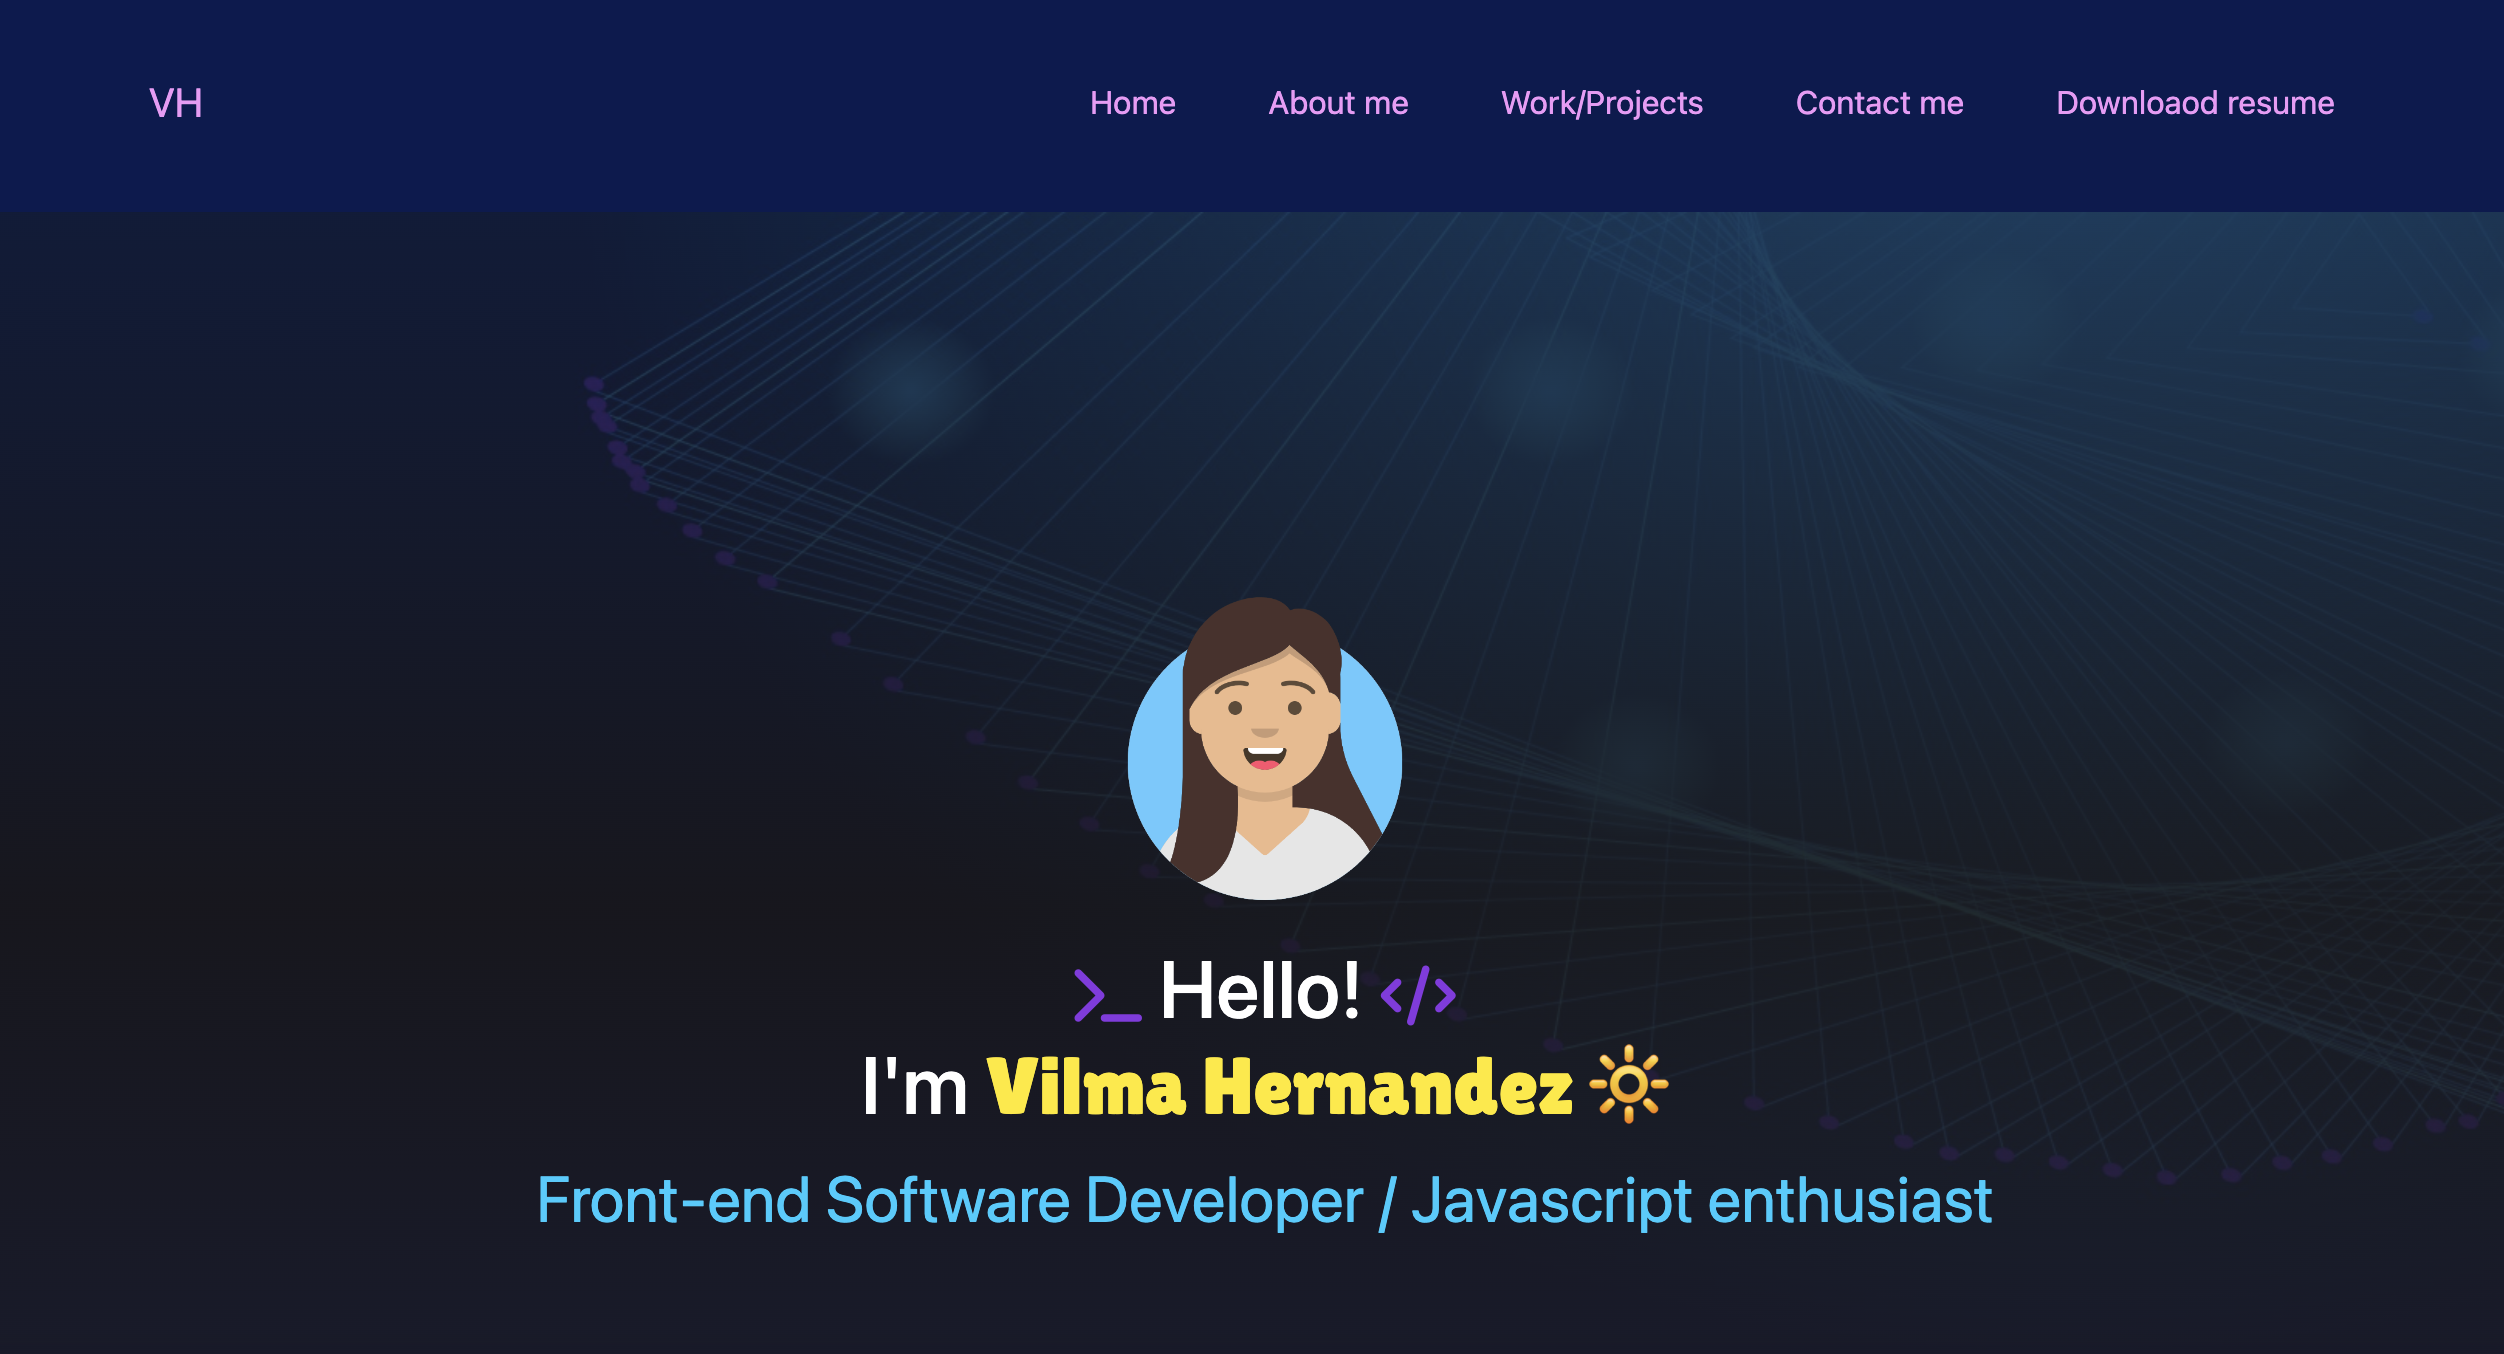 VH
Home About me Work/Projects Contact me Downloaod resume
>_ Hello! </>
I'm Vilma Hernandez
Front-end Software Developer / Javascript enthusiast